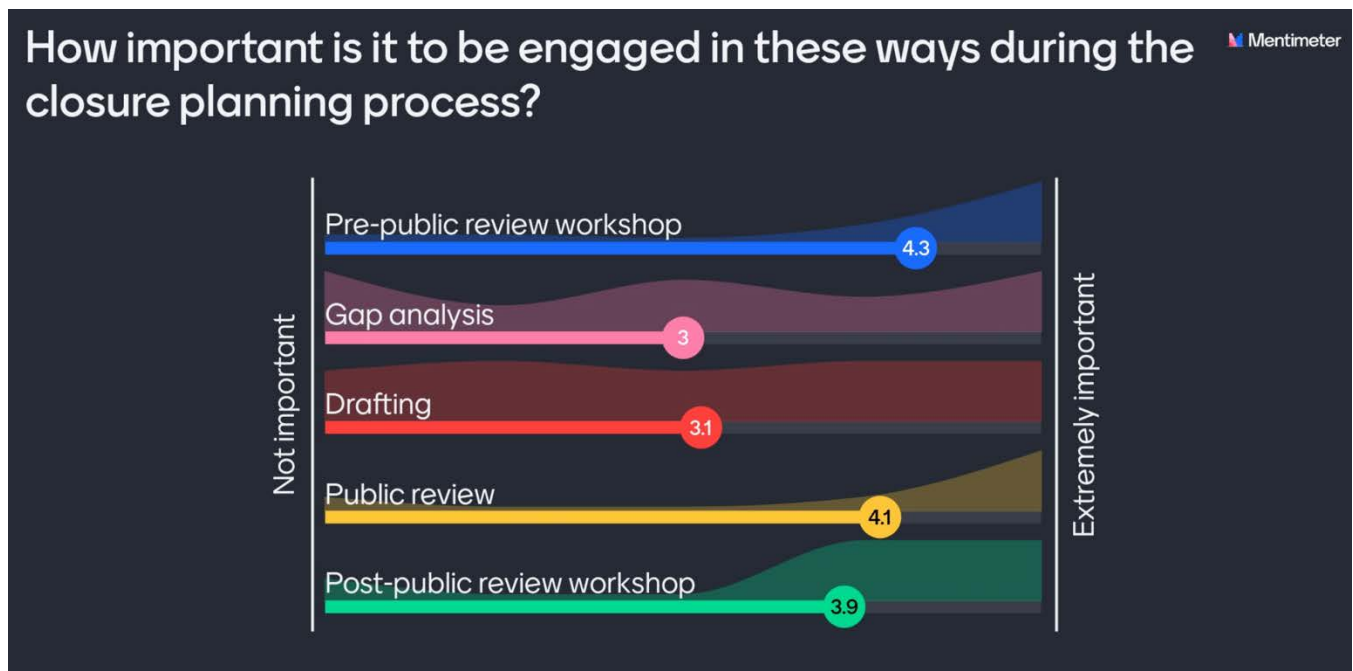 How important is it to be engaged in these ways during the
closure planning process?
Mentimeter
Pre-public review workshop
4.3
Gap analysis
3
Drafting
3.1
Public review
4.1
Post-public review workshop
3.9
Not important
Extremely important